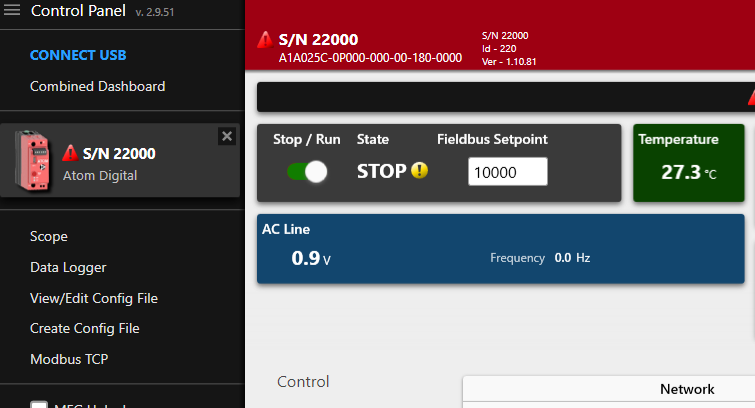 Control Panel v. 2.9.51
CONNECT USB
Combined Dashboard
S/N 22000
Atom Digital
Scope
Data Logger
View/Edit Config File
Create Config File
Modbus TCP
S/N 22000
A1A025C-0P000-000-00-180-0000
S/N 22000
Id - 220
Ver - 1.10.81
Stop / Run State Fieldbus Setpoint
STOP 10000
Temperature
27.3 °C
AC Line
0.9 V Frequency 0.0 Hz
Control
Network